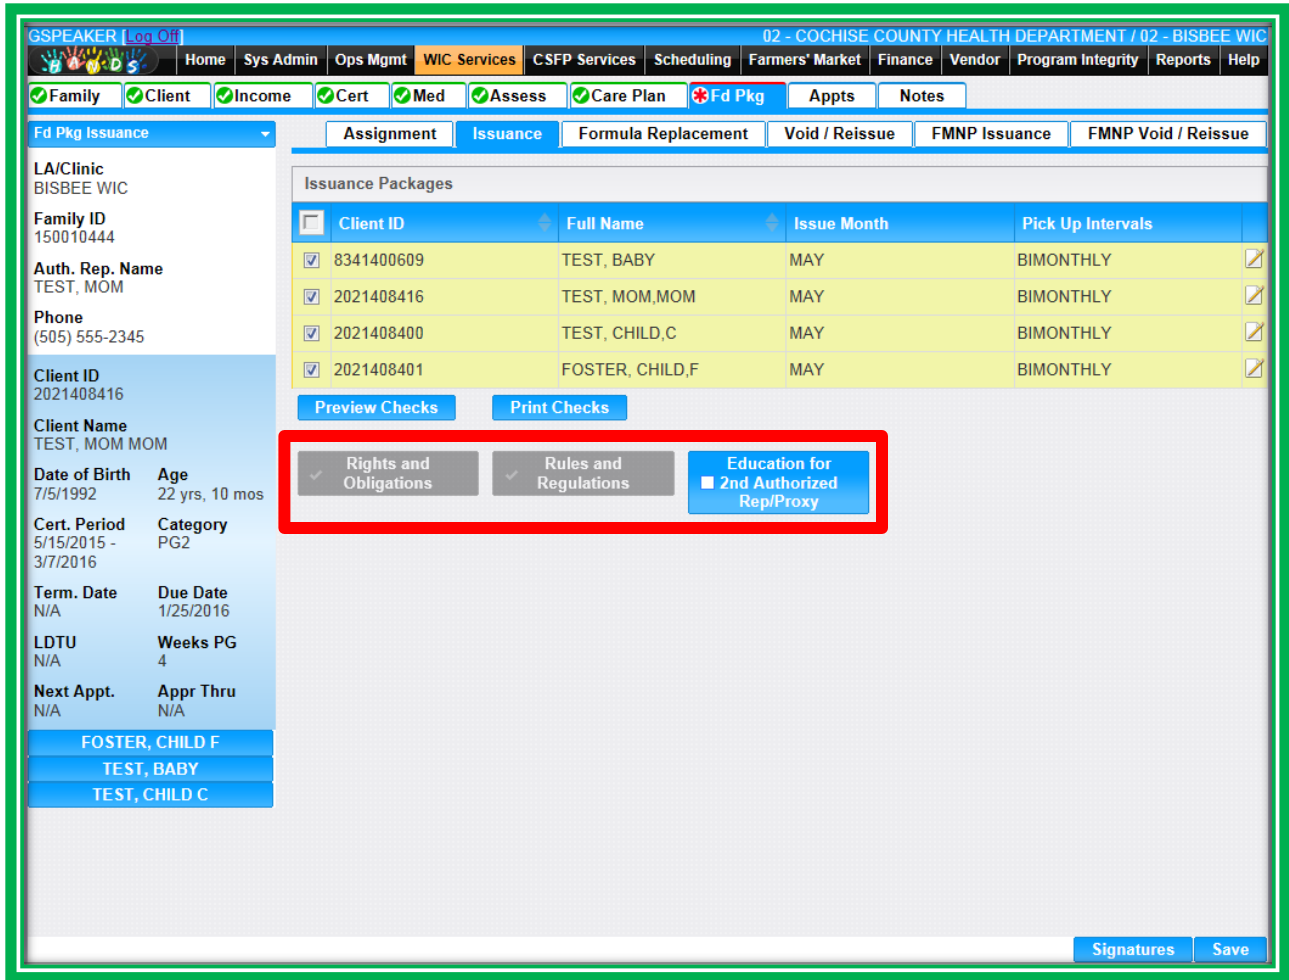 GSPEAKER [Log Off]
02 - COCHISE COUNTY HEALTH DEPARTMENT / 02 - BISBEE WIC
HANDS Home Sys Admin Ops Mgmt WIC Services CSFP Services Scheduling Farmers' Market Finance Vendor Program Integrity Reports Help
Family Client Income Cert Med Assess Care Plan Fd Pkg Appts Notes
Fd Pkg Issuance
Assignment Issuance Formula Replacement Void / Reissue FMNP Issuance FMNP Void / Reissue
LA/Clinic
BISBEE WIC
Family ID
150010444
Auth. Rep. Name
TEST, MOM
Phone
(505) 555-2345
Client ID
2021408416
Client Name
TEST, MOM MOM
Date of Birth Age
7/5/1992 22 yrs, 10 mos
Cert. Period Category
5/15/2015 - PG2
3/7/2016
Term. Date Due Date
N/A 1/25/2016
LDTU Weeks PG
N/A 4
Next Appt. Appr Thru
N/A N/A
FOSTER, CHILD F
TEST, BABY
TEST, CHILD C
Issuance Packages
Client ID Full Name Issue Month Pick Up Intervals
8341400609 TEST, BABY MAY BIMONTHLY
2021408416 TEST, MOM,MOM MAY BIMONTHLY
2021408400 TEST, CHILD,C MAY BIMONTHLY
2021408401 FOSTER, CHILD,F MAY BIMONTHLY
Preview Checks Print Checks
Rights and
Obligations
Rules and
Regulations
Education for
2nd Authorized
Rep/Proxy
Signatures Save